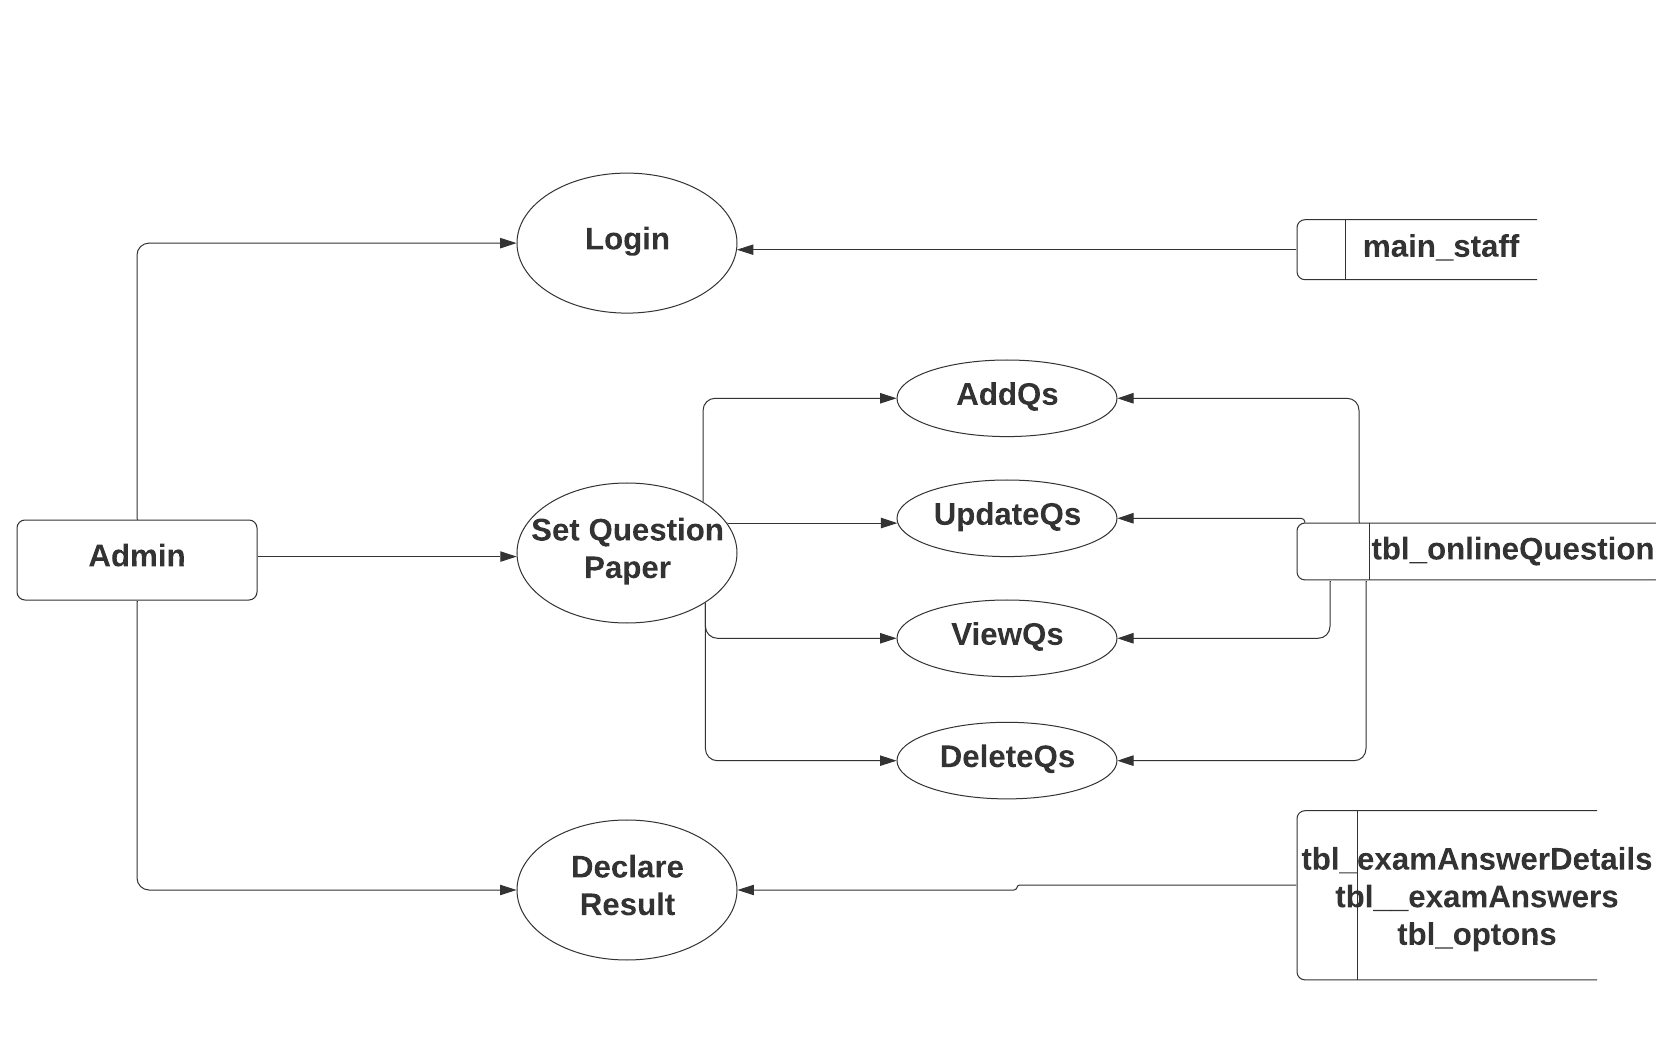 Login
main_staff
AddQs
UpdateQs
Set Question
Paper
Admin
tbl_onlineQuestion
ViewQs
DeleteQs
Declare
Result
tbl_examAnswerDetails
tbl__examAnswers
tbl_optons